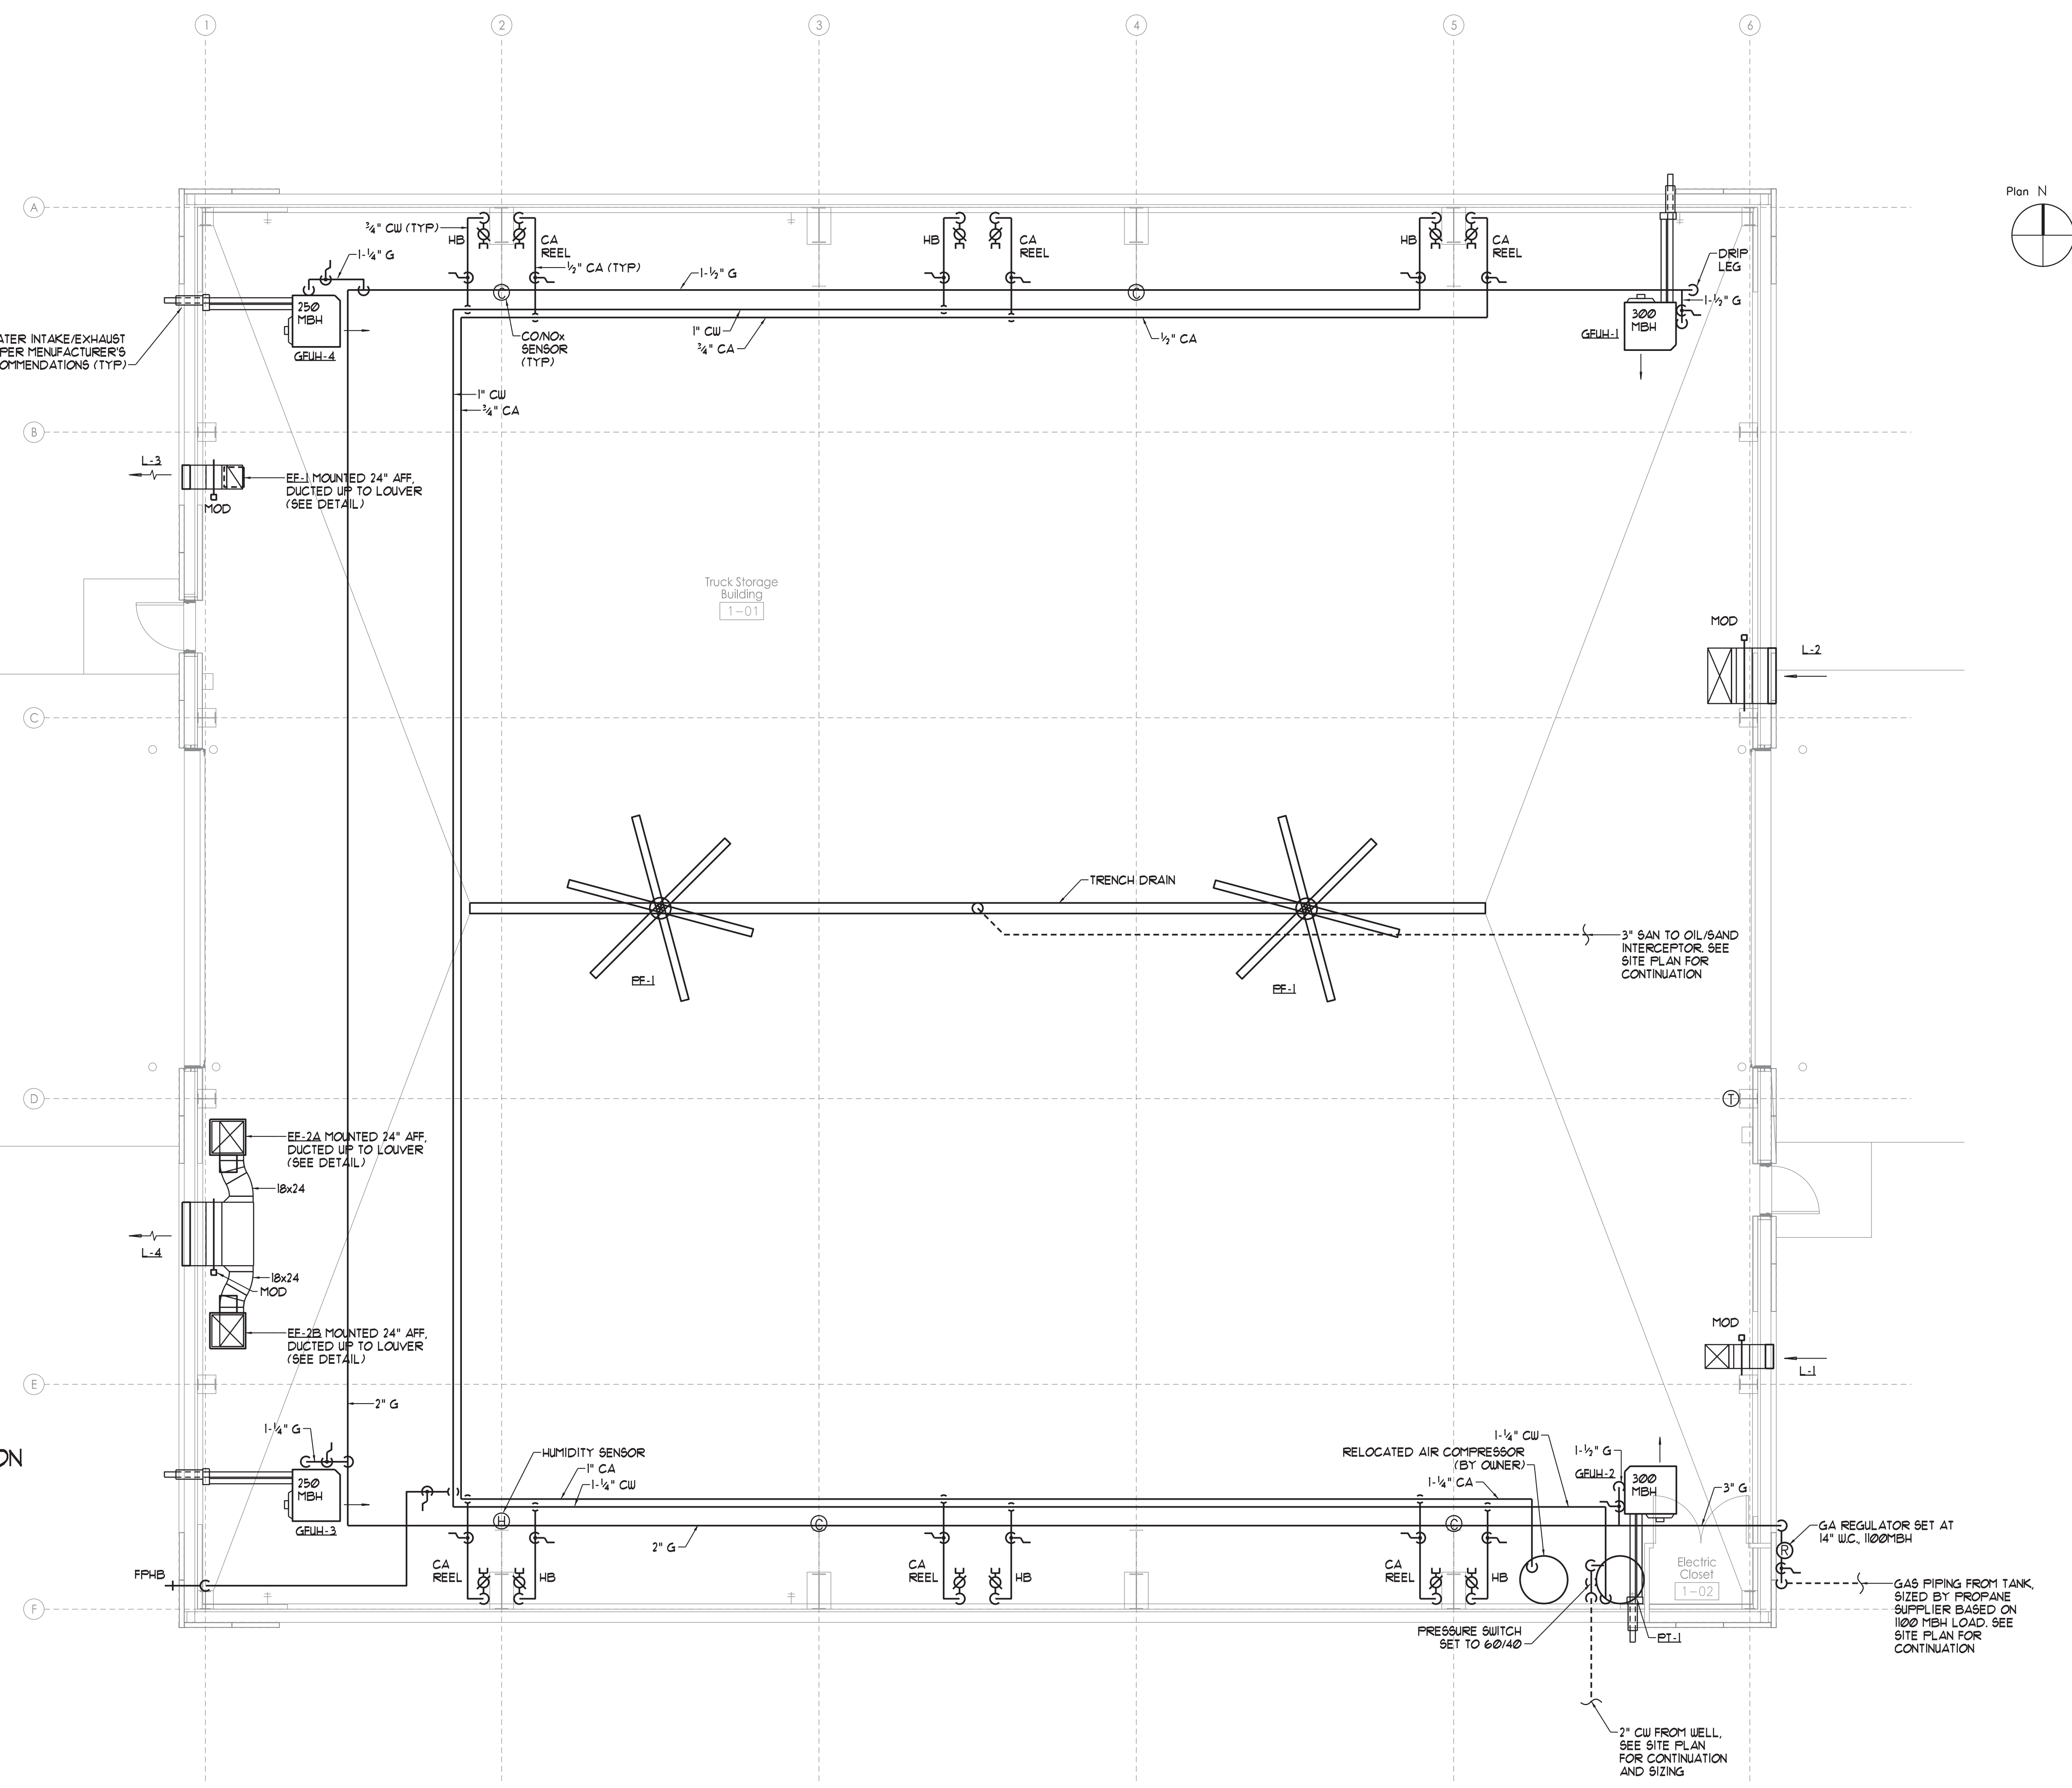 1
2
3
4
5
6
Plan N
A
3/4" CW (TYP)
HB
CA
REEL
1/2" CA (TYP)
HB
CA
REEL
HB
CA
REEL
DRIP
LEG
1-1/4" G
1-1/2" G
C
C
1-1/2" G
250
MBH
GFUH-4
300
MBH
GFUH-1
INTAKE/EXHAUST
PER MENUFACTURER'S
(TYP)
CO/NOx
SENSOR
(TYP)
1" CW
3/4" CA
1/2" CA
1" CW
3/4" CA
B
L-3
MOD
EF-1 MOUNTED 24" AFF,
DUCTED UP TO LOUVER
(SEE DETAIL)
Truck Storage
Building
1-01
MOD
L-2
C
TRENCH DRAIN
PF-1
PF-1
3" SAN TO OIL/SAND
INTERCEPTOR. SEE
SITE PLAN FOR
CONTINUATION
D
T
EF-2A MOUNTED 24" AFF,
DUCTED UP TO LOUVER
(SEE DETAIL)
18x24
L-4
18x24
MOD
EF-2B MOUNTED 24" AFF,
DUCTED UP TO LOUVER
(SEE DETAIL)
MOD
L-1
E
2" G
1-1/4" G
ON
HUMIDITY SENSOR
1" CA
1-1/4" CW
1-1/4" CW
RELOCATED AIR COMPRESSOR
(BY OWNER)
1-1/4" CA
1-1/2" G
GFUH-2
300
MBH
3" G
250
MBH
GFUH-3
H
C
C
2" G
GA REGULATOR SET AT
14" W.C., 1100MBH
R
FPHB
CA
REEL
HB
CA
REEL
HB
CA
REEL
HB
Electric
Closet
1-02
GAS PIPING FROM TANK,
SIZED BY PROPANE
SUPPLIER BASED ON
1100 MBH LOAD. SEE
SITE PLAN FOR
CONTINUATION
F
PRESSURE SWITCH
SET TO 60/40
PT-1
2" CW FROM WELL,
SEE SITE PLAN
FOR CONTINUATION
AND SIZING